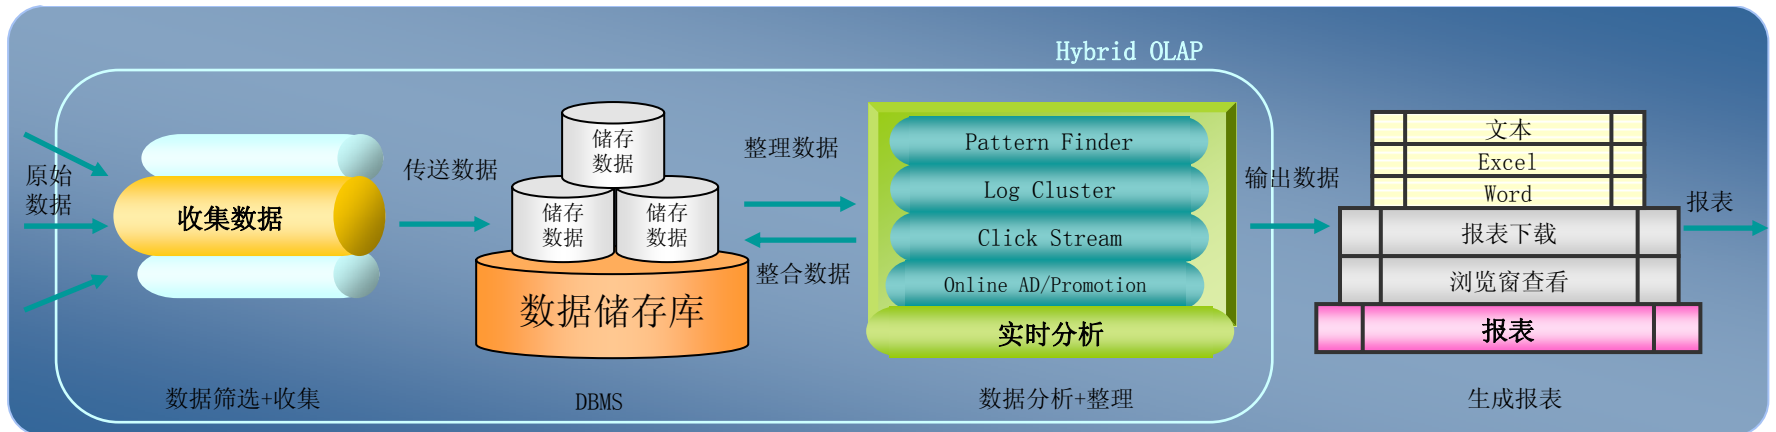 Hybrid OLAP
原始
数据
收集数据
数据筛选+收集
传送数据
储存
数据
储存
数据
储存
数据
数据储存库
DBMS
整理数据
整合数据
Pattern Finder
Log Cluster
Click Stream
Online AD/Promotion
实时分析
数据分析+整理
输出数据
文本
Excel
Word
报表下载
浏览窗查看
报表
生成报表
报表